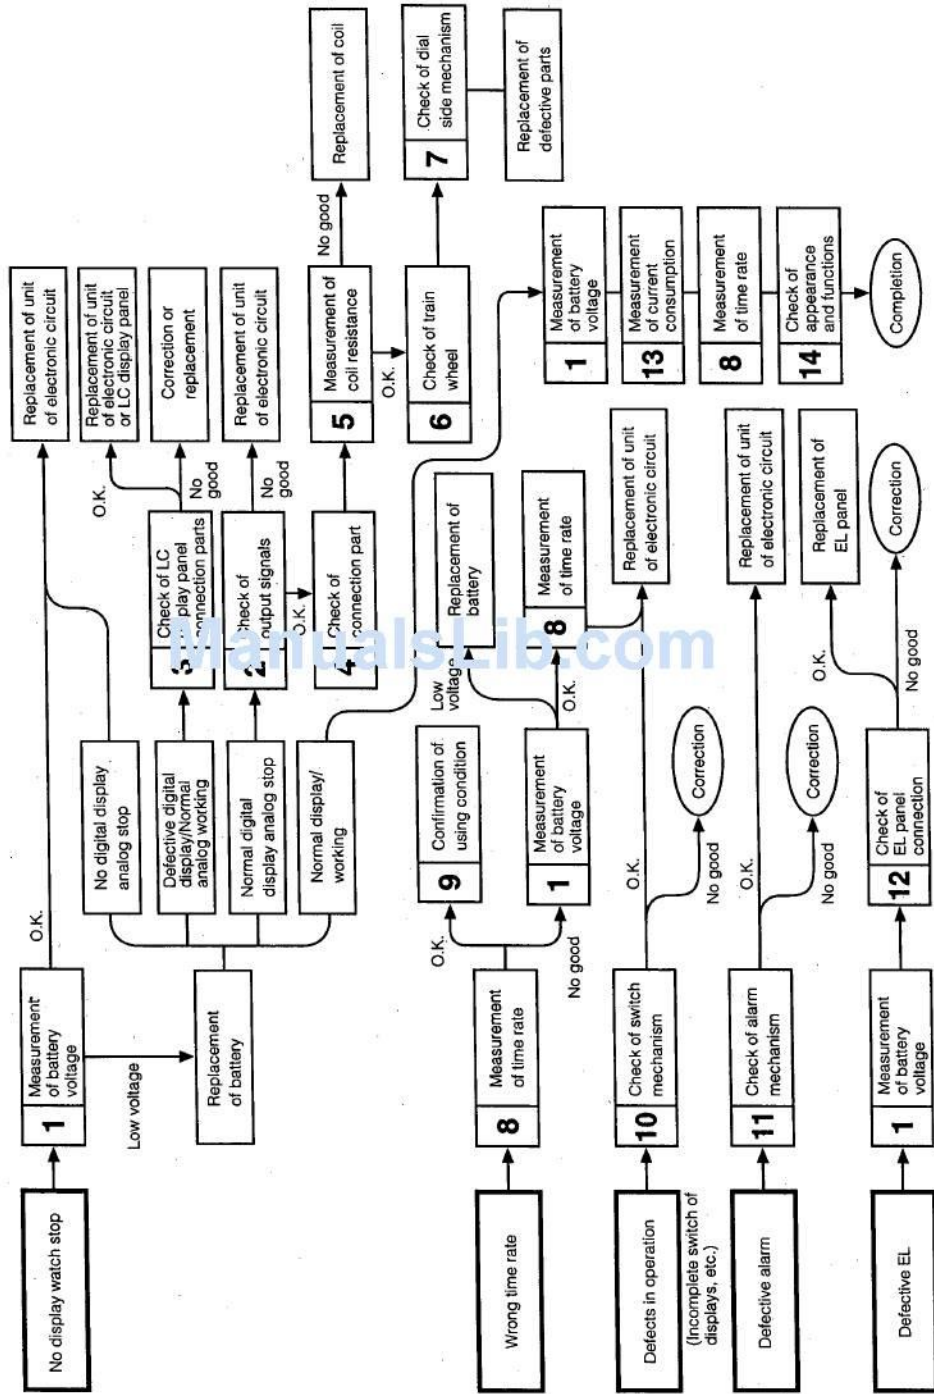 No display watch stop
1
Measurement
of battery
voltage
O.K.
Low voltage
Replacement
of battery
No digital display
analog stop
Defective digital
display/Normal
analog working
Normal digital
display analog stop
Normal display/
working
Replacement of unit
of electronic circuit
3
Check of LC
display panel
connection parts
O.K.
Replacement of unit
of electronic circuit
or LC display panel
No
good
Correction or
replacement
2
Check of
output signals
No
good
Replacement of unit
of electronic circuit
O.K.
4
Check of
connection part
5
Measurement of
coil resistance
No good
Replacement of coil
O.K.
6
Check of train
wheel
7
Check of dial
side mechanism
Replacement of
defective parts
1
Measurement
of battery
voltage
13
Measurement
of current
consumption
8
Measurement
of time rate
14
Check of
appearance
and functions
Completion
Wrong time rate
8
Measurement
of time rate
O.K.
9
Confirmation of
using condition
No good
1
Measurement
of battery
voltage
Low
voltage
Replacement of
battery
O.K.
8
Measurement
of time rate
Defects in operation
(Incomplete switch of
displays, etc.)
10
Check of switch
mechanism
O.K.
Replacement of unit
of electronic circuit
No good
Correction
Defective alarm
11
Check of alarm
mechanism
O.K.
Replacement of unit
of electronic circuit
No good
Correction
Defective EL
1
Measurement
of battery
voltage
12
Check of
EL panel
connection
O.K.
Replacement of
EL panel
No good
Correction
ManualsLib.com